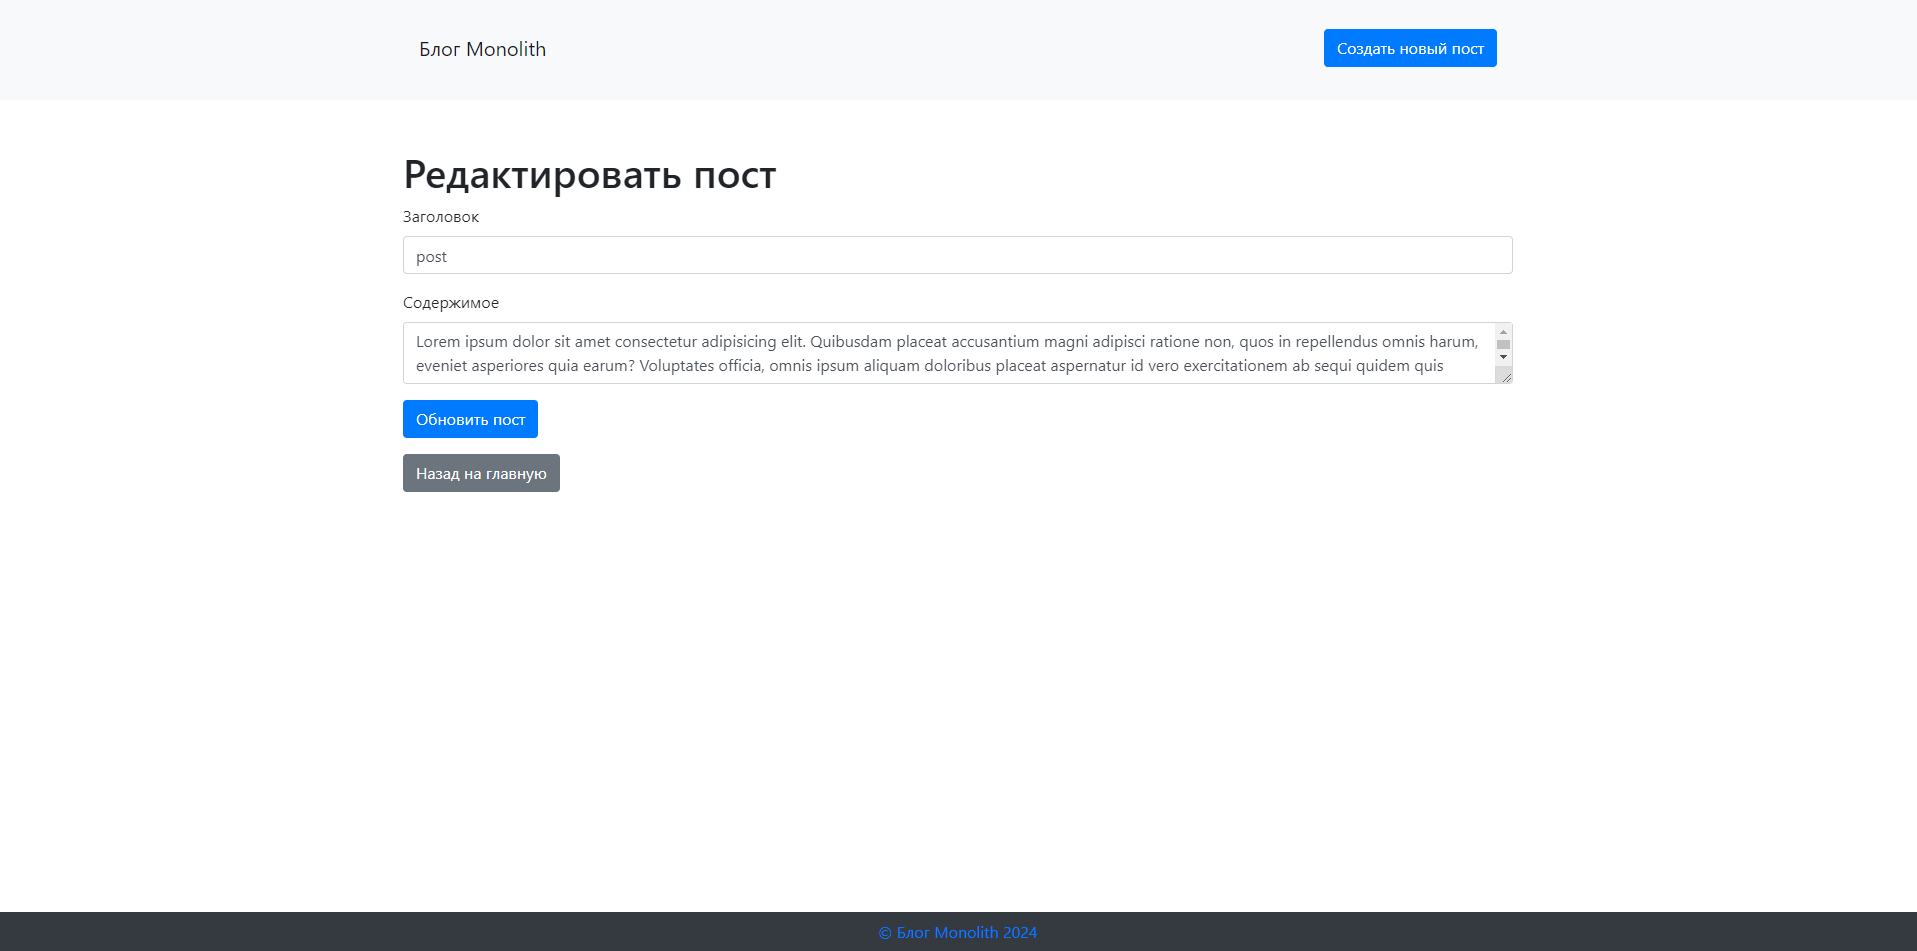 Блог Monolith
Создать новый пост
Редактировать пост
Заголовок
post
Содержимое
Lorem ipsum dolor sit amet consectetur adipisicing elit. Quibusdam placeat accusantium magni adipisci ratione non, quos in repellendus omnis harum,
eveniet asperiores quia earum? Voluptates officia, omnis ipsum aliquam doloribus placeat aspernatur id vero exercitationem ab sequi quidem quis
Обновить пост
Назад на главную
© Блог Monolith 2024